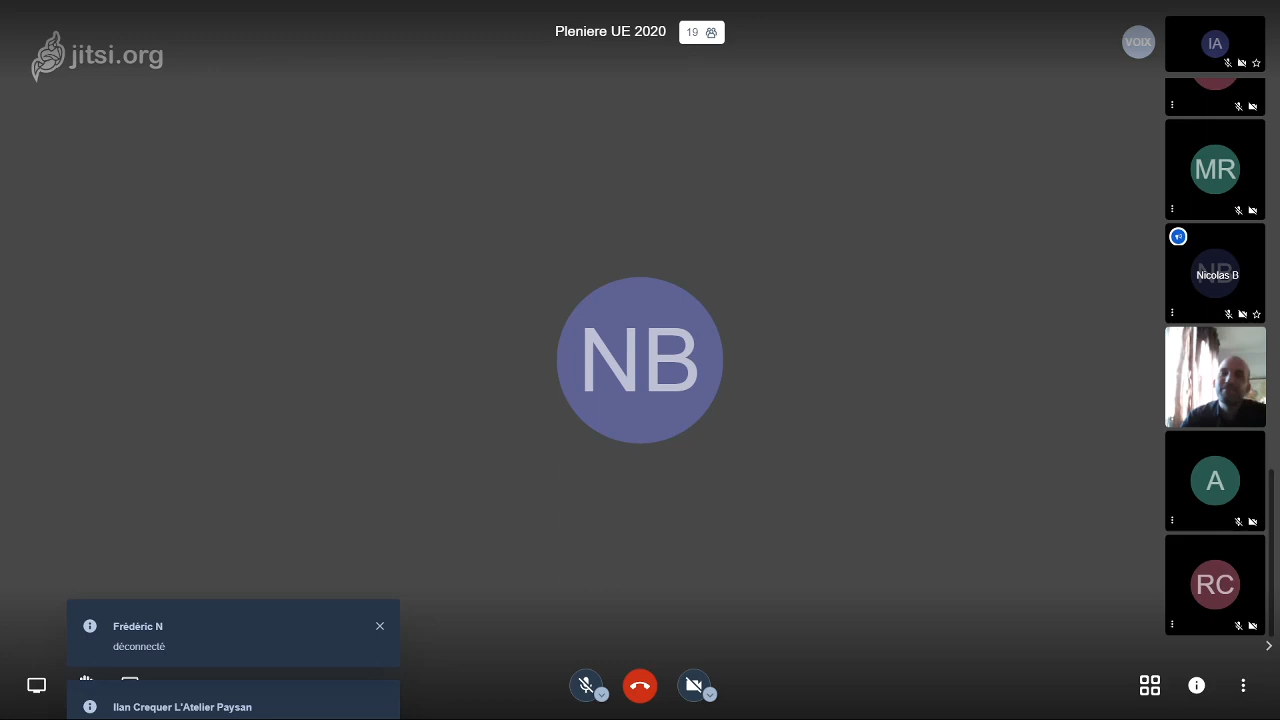 jitsi.org
Pleniere UE 2020
19
VOIX
IA
MR
NB
Nicolas B
NB
A
RC
Frédéric N
déconnecté
Ilan Crequer L'Atelier Paysan